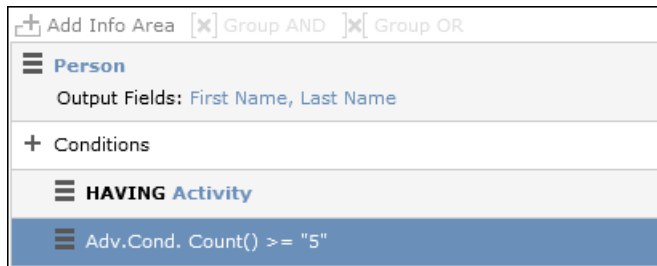 Add Info Area [x] Group AND ]x[ Group OR
Person
Output Fields: First Name, Last Name
+ Conditions
HAVING Activity
Adv.Cond. Count() >= "5"